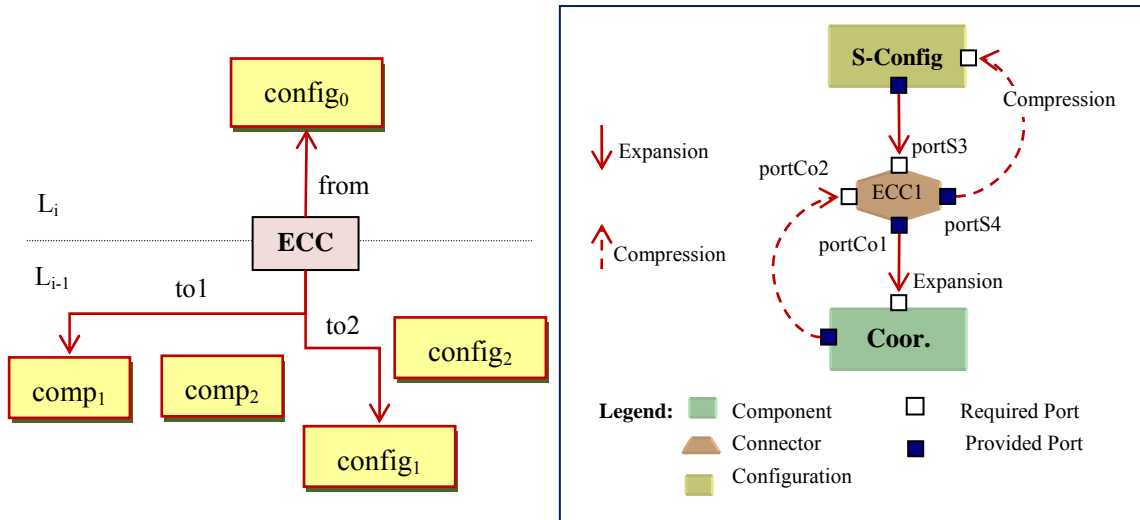 config₀
from
Lᵢ
ECC
Lᵢ₋₁
to1
to2
config₂
comp₁
comp₂
config₁
S-Config
Compression
Expansion
portS3
portCo2
ECC1
portS4
portCo1
Compression
Expansion
Coor.
Legend:
Component
Required Port
Connector
Provided Port
Configuration